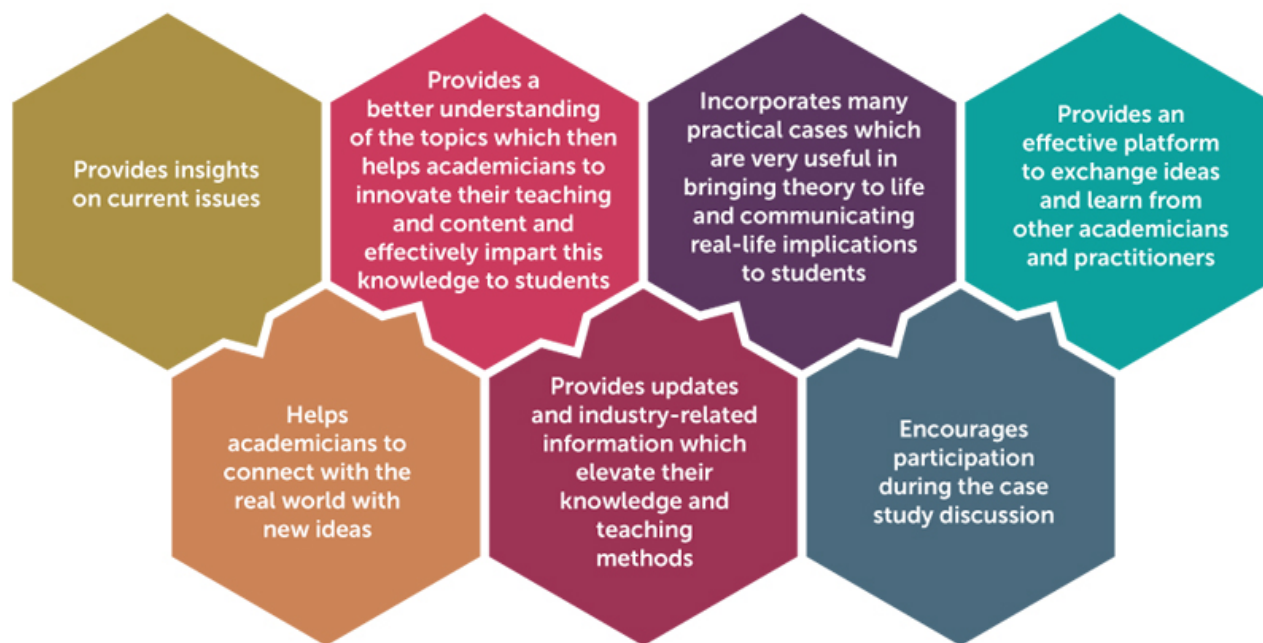 Provides insights
on current issues
Provides a
better understanding
of the topics which then
helps academicians to
innovate their teaching
and content and
effectively impart this
knowledge to students
Incorporates many
practical cases which
are very useful in
bringing theory to life
and communicating
real-life implications
to students
Provides an
effective platform
to exchange ideas
and learn from
other academicians
and practitioners
Helps
academicians to
connect with the
real world with
new ideas
Provides updates
and industry-related
information which
elevate their
knowledge and
teaching
methods
Encourages
participation
during the case
study discussion